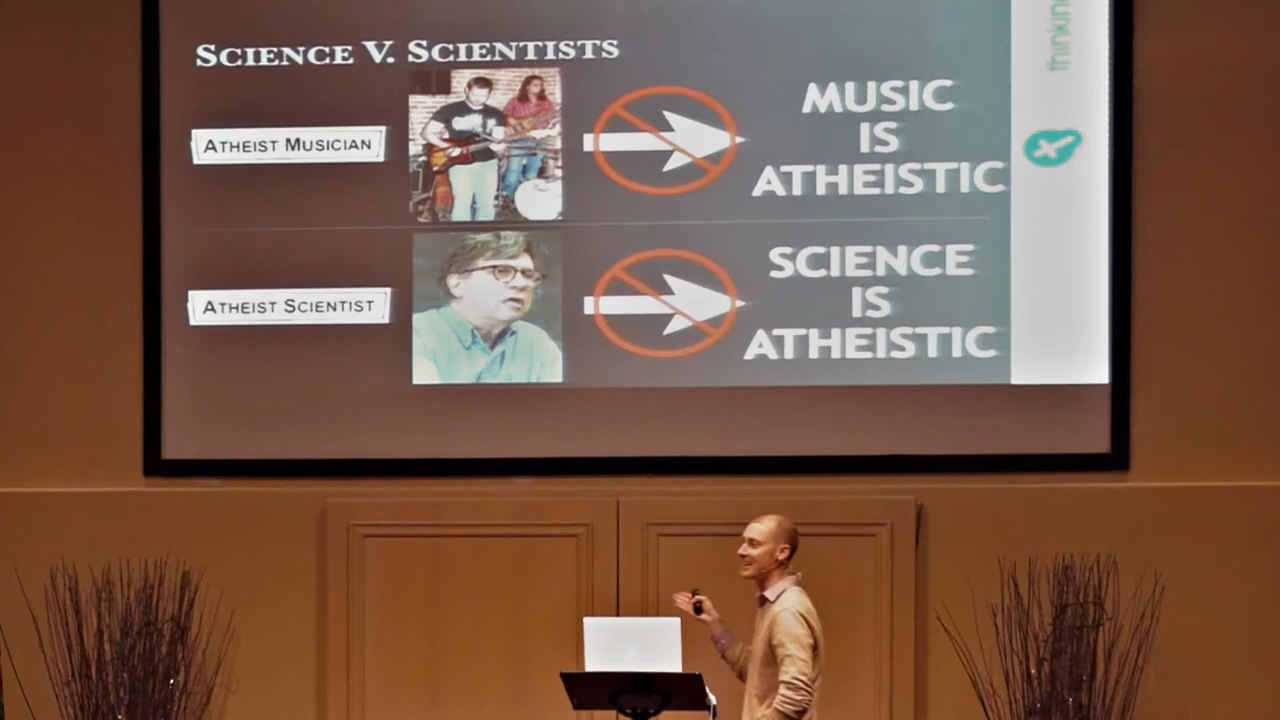 SCIENCE V. SCIENTISTS
ATHEIST MUSICIAN
MUSIC
IS
ATHEISTIC
ATHEIST SCIENTIST
SCIENCE
IS
ATHEISTIC